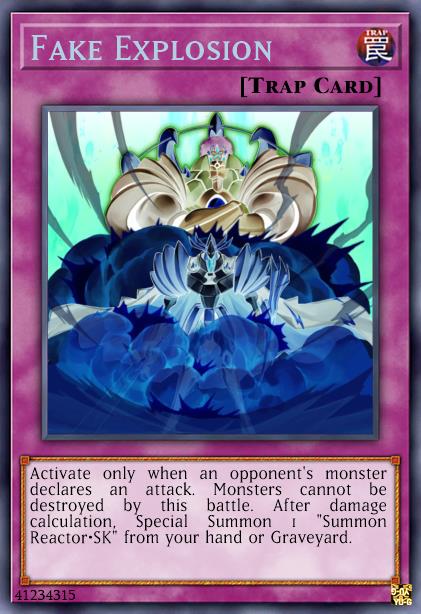 Fake Explosion
TRAP
罠
[Trap Card]
Activate only when an opponent's monster
declares an attack. Monsters cannot be
destroyed by this battle. After damage
calculation, Special Summon 1 "Summon
Reactor・SK" from your hand or Graveyard.
41234315